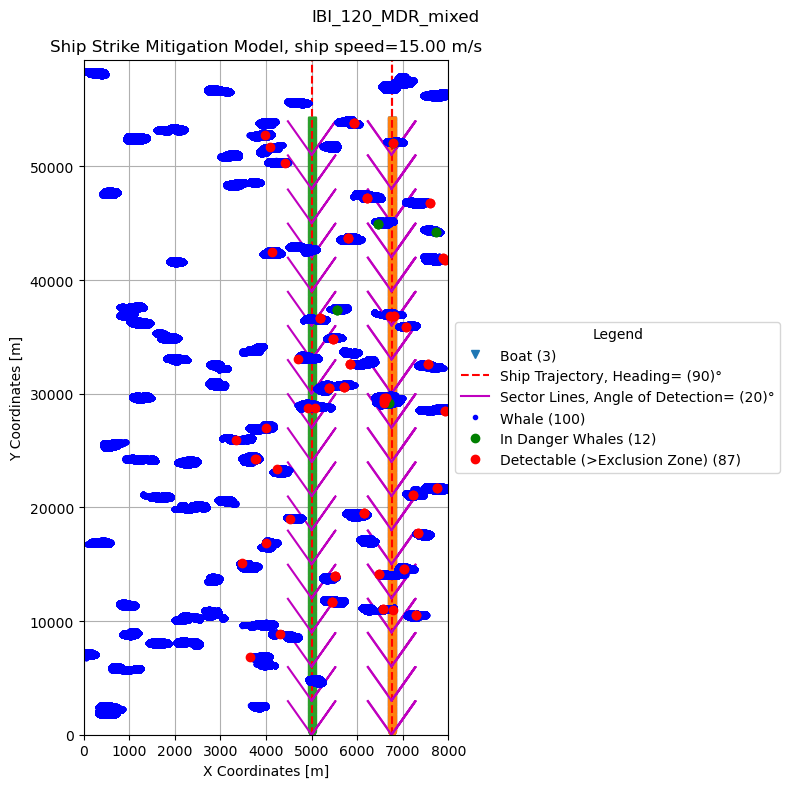 IBI_120_MDR_mixed
Ship Strike Mitigation Model, ship speed=15.00 m/s
50000
40000
30000
20000
10000
0
Y Coordinates [m]
0 1000 2000 3000 4000 5000 6000 7000 8000
X Coordinates [m]
Legend
Boat (3)
Ship Trajectory, Heading= (90)°
Sector Lines, Angle of Detection= (20)°
Whale (100)
In Danger Whales (12)
Detectable (>Exclusion Zone) (87)